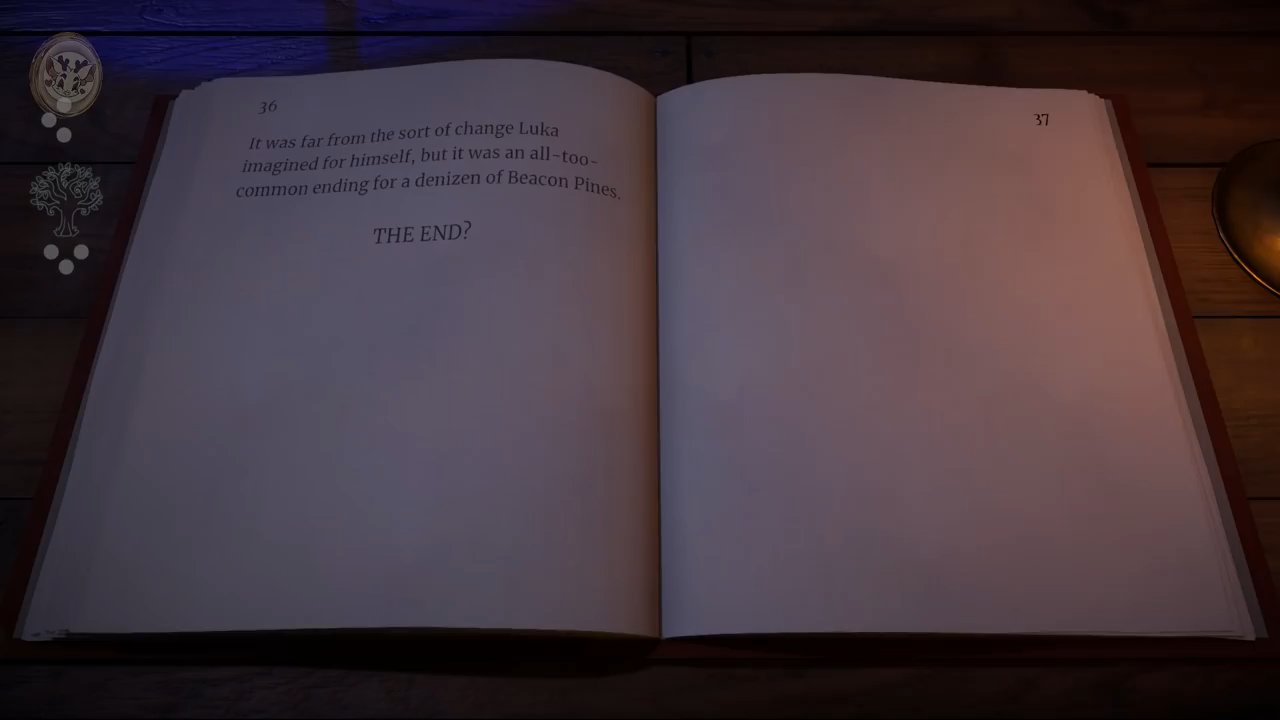 36
It was far from the sort of change Luka
imagined for himself, but it was an all-too-
common ending for a denizen of Beacon Pines.
THE END?
37